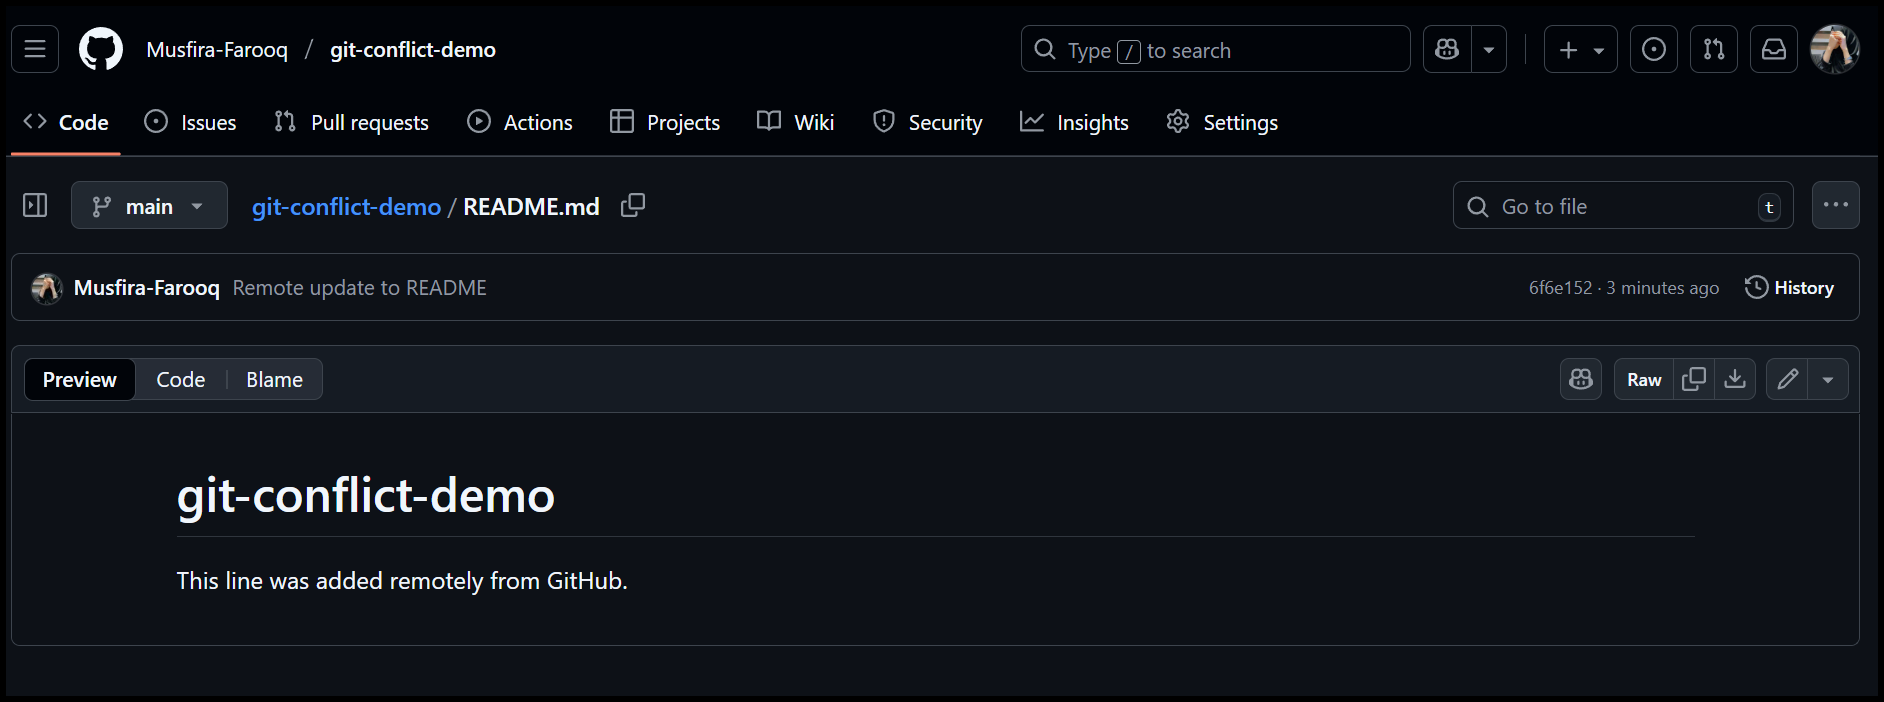 Musfira-Farooq / git-conflict-demo
Type / to search
Code Issues Pull requests Actions Projects Wiki Security Insights Settings
main git-conflict-demo / README.md Go to file t
Musfira-Farooq Remote update to README 6f6e152 · 3 minutes ago History
Preview Code Blame Raw
git-conflict-demo
This line was added remotely from GitHub.